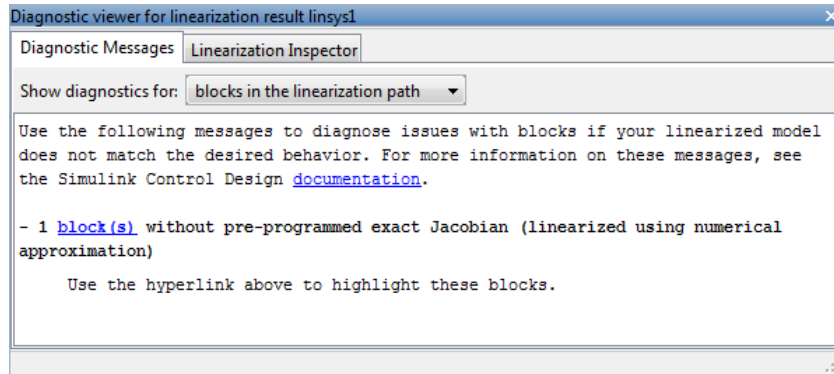 Diagnostic viewer for linearization result linsys1
Diagnostic Messages Linearization Inspector
Show diagnostics for: blocks in the linearization path
Use the following messages to diagnose issues with blocks if your linearized model
does not match the desired behavior. For more information on these messages, see
the Simulink Control Design documentation.
- 1 block(s) without pre-programmed exact Jacobian (linearized using numerical
approximation)
Use the hyperlink above to highlight these blocks.